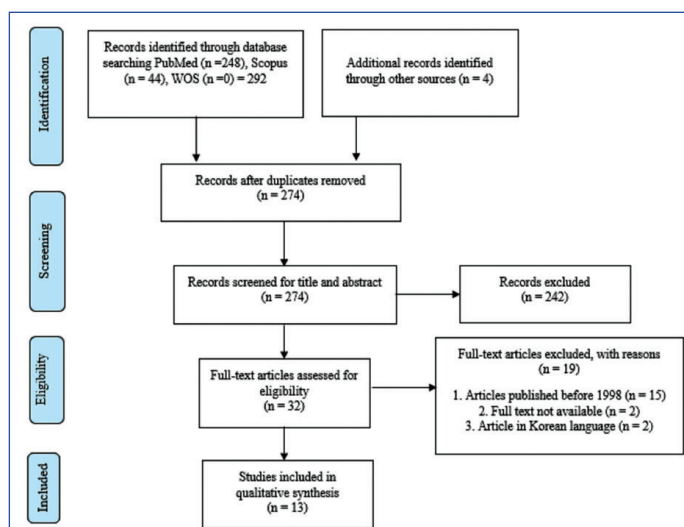 Identification
Records identified through database
searching PubMed (n =248), Scopus
(n = 44), WOS (n =0) = 292
Additional records identified
through other sources (n = 4)
Records after duplicates removed
(n = 274)
Screening
Records screened for title and abstract
(n = 274)
Records excluded
(n = 242)
Eligibility
Full-text articles assessed for
eligibility
(n = 32)
Full-text articles excluded, with reasons
(n = 19)
1. Articles published before 1998 (n = 15)
2. Full text not available (n = 2)
3. Article in Korean language (n = 2)
Included
Studies included in
qualitative synthesis
(n = 13)